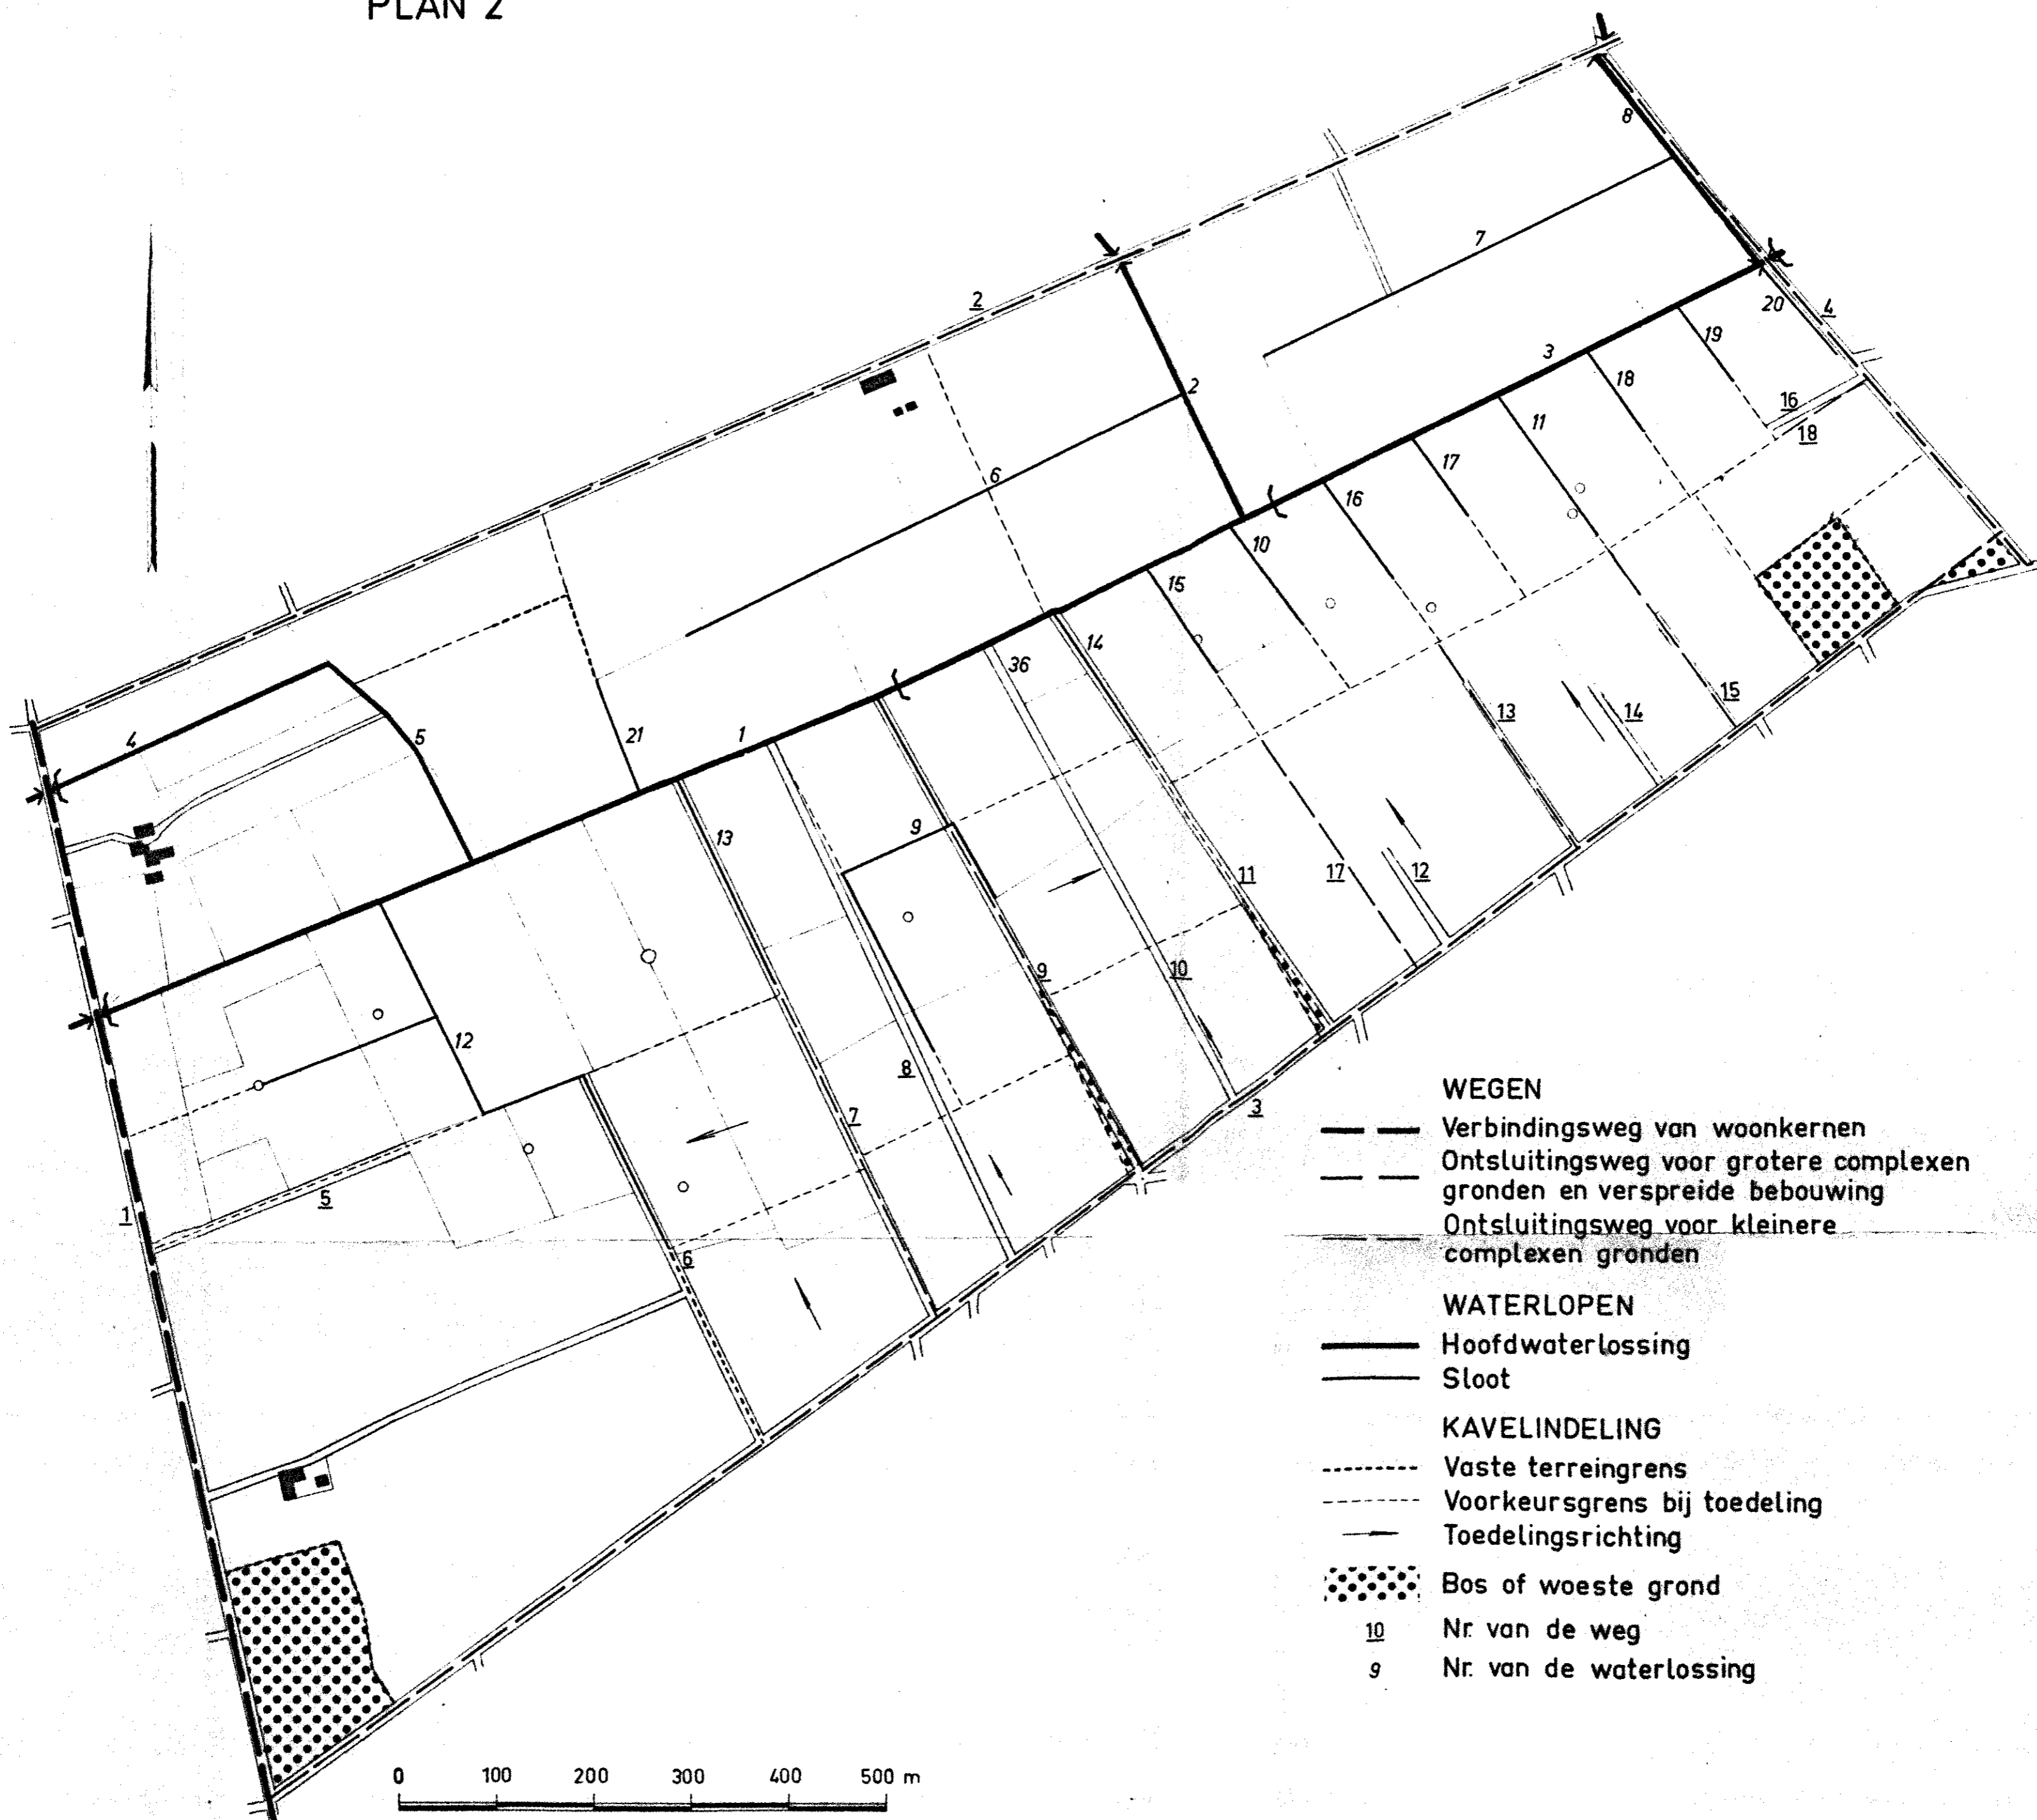 PLAN 2
8
7
2
2
20
4
3
19
18
16
18
11
17
16
6
10
15
14
36
21
1
5
4
13
9
13
14
15
11
17
12
9
10
12
8
7
5
1
6
3
WEGEN
Verbindingsweg van woonkernen
Ontsluitingsweg voor grotere complexen
gronden en verspreide bebouwing
Ontsluitingsweg voor kleinere
complexen gronden
WATERLOPEN
Hoofdwaterlossing
Sloot
KAVELINDELING
Vaste terreingrens
Voorkeursgrens bij toedeling
Toedelingsrichting
Bos of woeste grond
10 Nr. van de weg
9 Nr. van de waterlossing
0 100 200 300 400 500 m